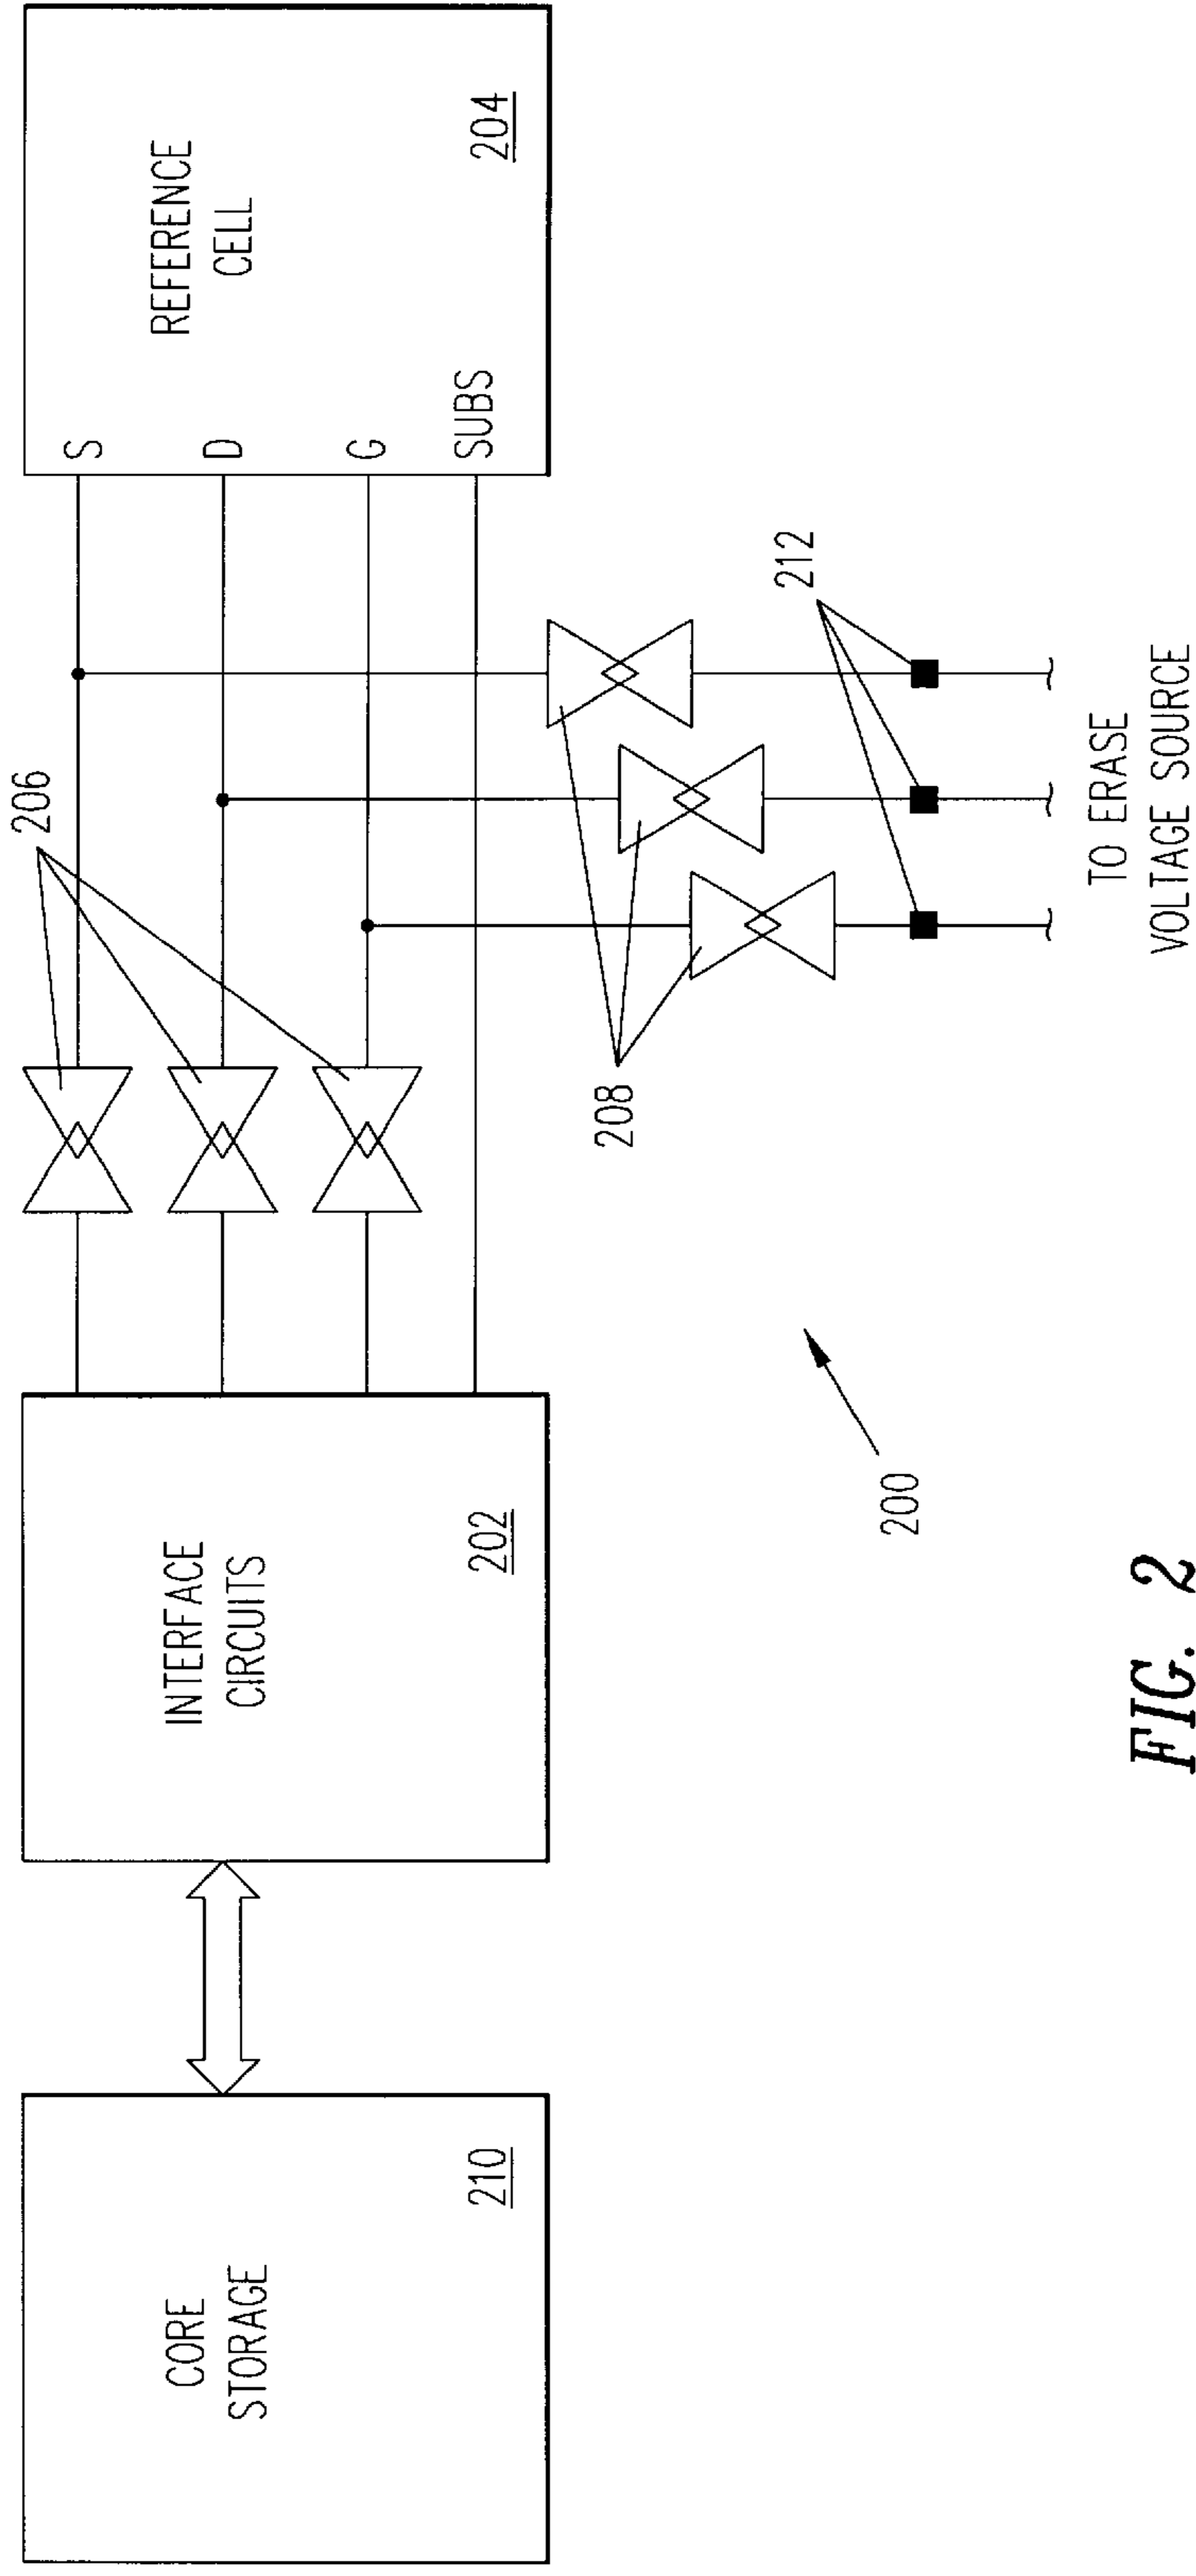 CORE
STORAGE
210
INTERFACE
CIRCUITS
202
206
REFERENCE
CELL
204
S
D
G
SUBS
208
212
200
TO ERASE
VOLTAGE SOURCE
FIG. 2